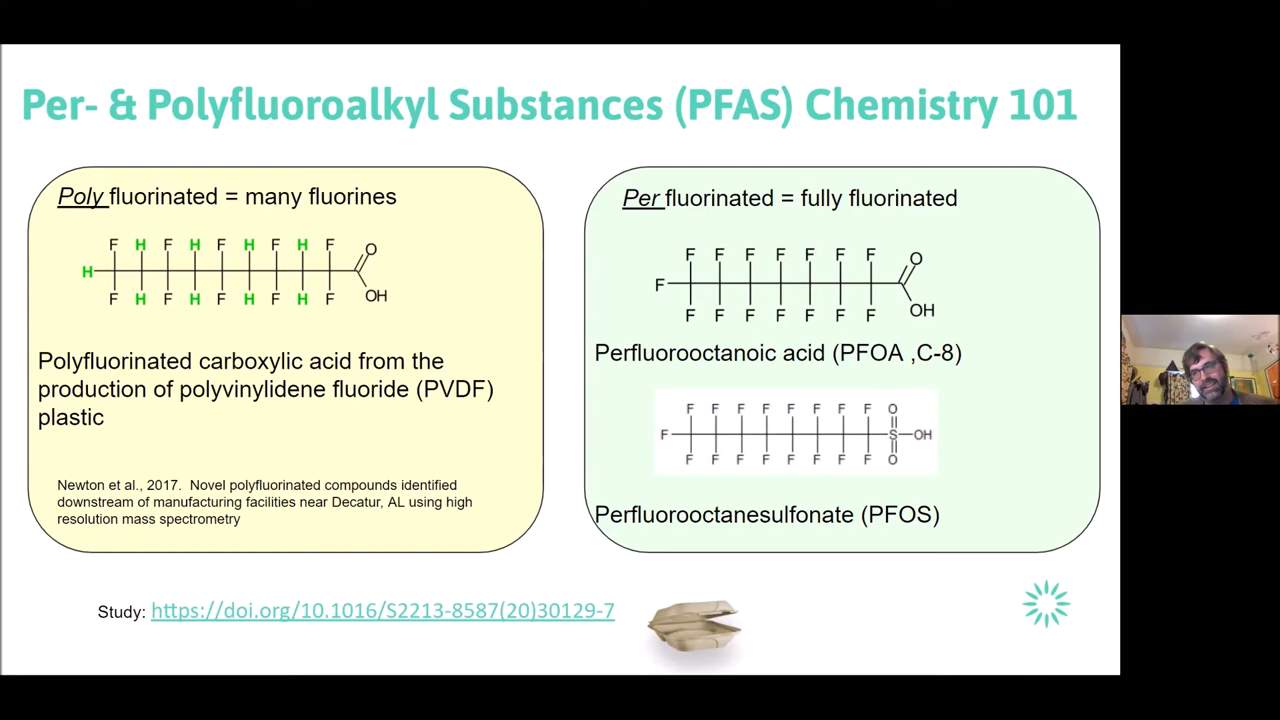 Per- & Polyfluoroalkyl Substances (PFAS) Chemistry 101
Poly fluorinated = many fluorines
F H F H F H F H F
H
O
F H F H F H F H F
OH
Polyfluorinated carboxylic acid from the
production of polyvinylidene fluoride (PVDF)
plastic
Newton et al., 2017. Novel polyfluorinated compounds identified
downstream of manufacturing facilities near Decatur, AL using high
resolution mass spectrometry
Per fluorinated = fully fluorinated
F F F F F F F
O
F
F F F F F F F
OH
Perfluorooctanoic acid (PFOA ,C-8)
F F F F F F F F O
F S OH
F F F F F F F F O
Perfluorooctanesulfonate (PFOS)
Study: https://doi.org/10.1016/S2213-8587(20)30129-7